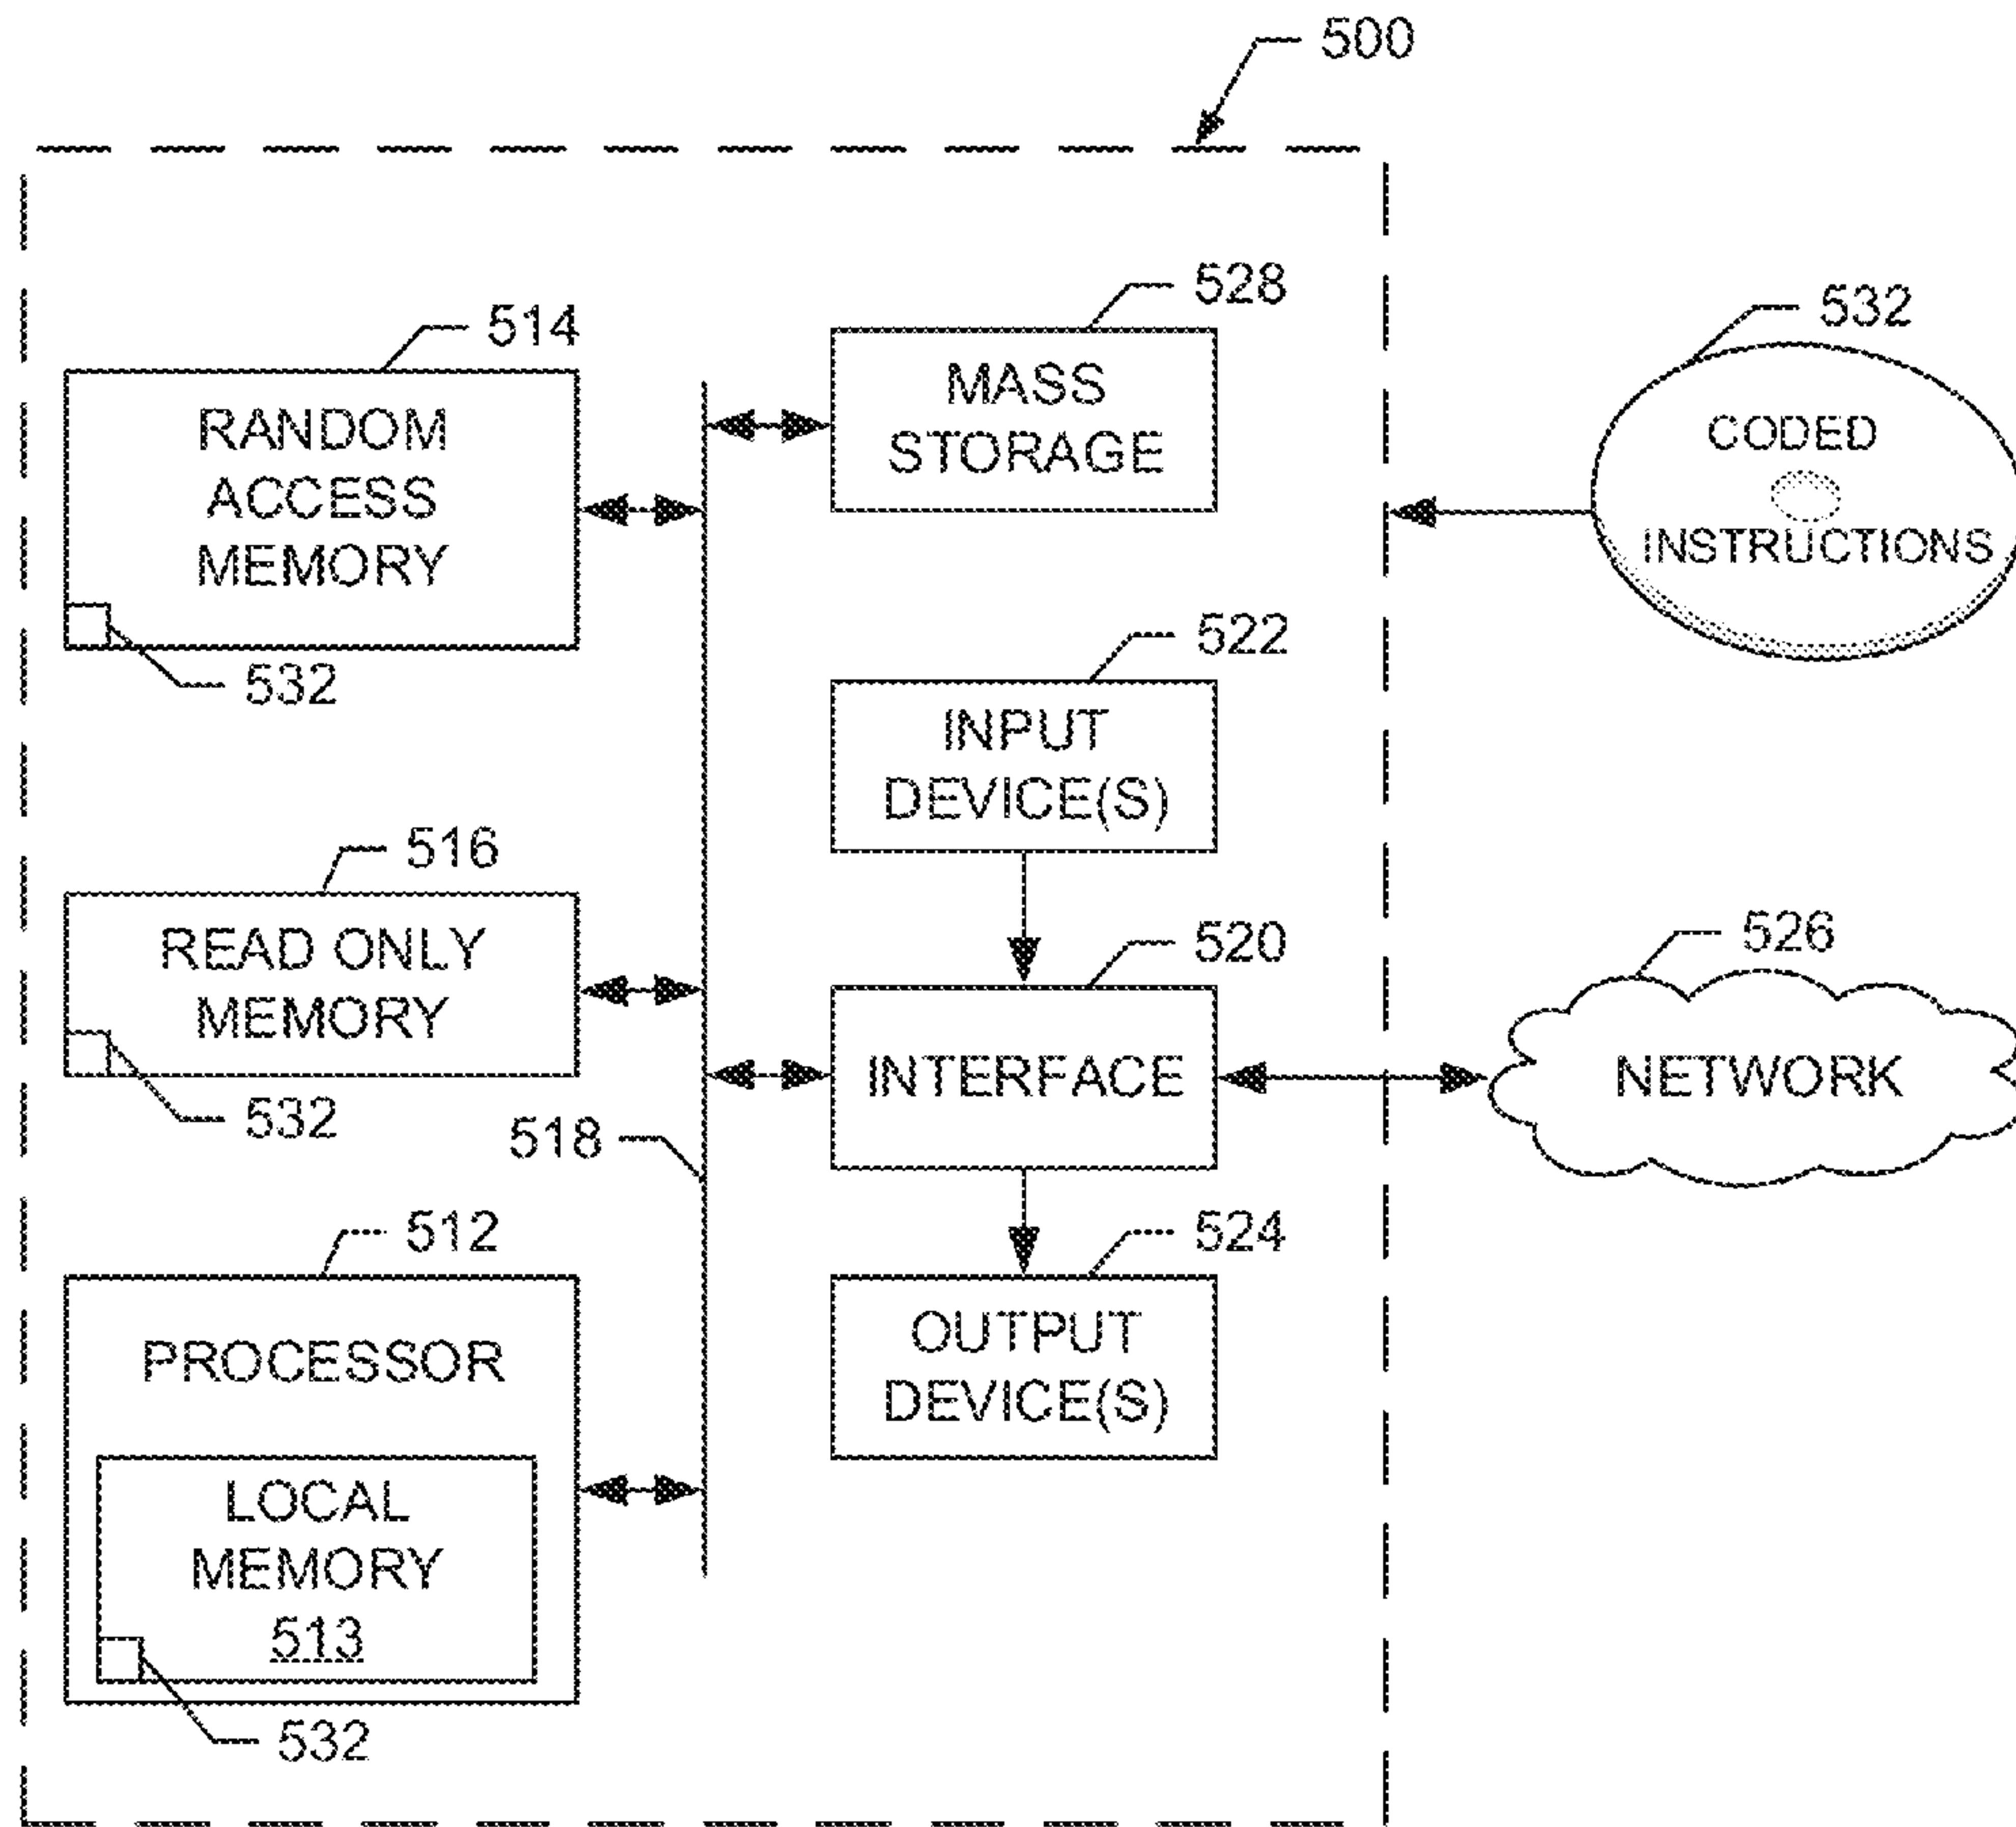 500
528
MASS
STORAGE
514
RANDOM
ACCESS
MEMORY
532
532
CODED
INSTRUCTIONS
522
INPUT
DEVICE(S)
516
READ ONLY
MEMORY
532
520
INTERFACE
526
NETWORK
518
512
PROCESSOR
LOCAL
MEMORY
513
532
524
OUTPUT
DEVICE(S)